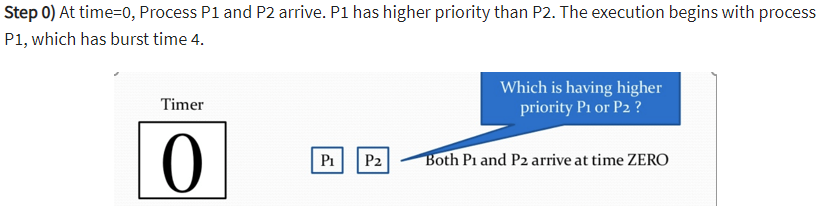 Step 0) At time=0, Process P1 and P2 arrive. P1 has higher priority than P2. The execution begins with process
P1, which has burst time 4.
Which is having higher
priority P1 or P2 ?
Timer
0
P1
P2
Both P1 and P2 arrive at time ZERO